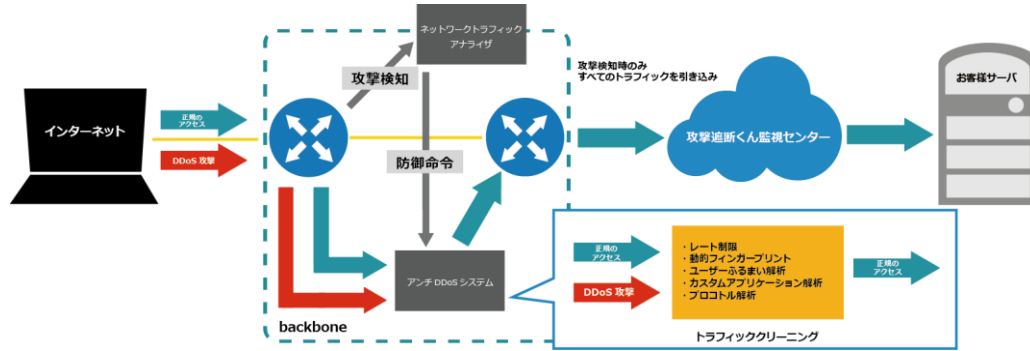 ネットワークトラフィック
アナライザ
攻撃検知時のみ
すべてのトラフィックを引き込み
お客様サーバ
攻撃検知
正規の
アクセス
インターネット
攻撃遮断くん監視センター
DDoS 攻撃
防御命令
アンチ DDoS システム
backbone
正規の
アクセス
DDoS 攻撃
・レート制限
・動的フィンガープリント
・ユーザーふるまい解析
・カスタムアプリケーション解析
・プロコトル解析
正規の
アクセス
トラフィッククリーニング